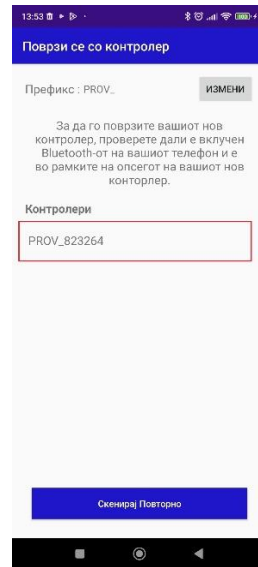 13:53
Поврзи се со контролер
Префикс : PROV_
ИЗМЕНИ
За да го поврзите вашиот нов
контролер, проверете дали е вклучен
Bluetooth-от на вашиот телефон и е
во рамките на опсегот на вашиот нов
конторлер.
Контролери
PROV_823264
Скенирај Повторно